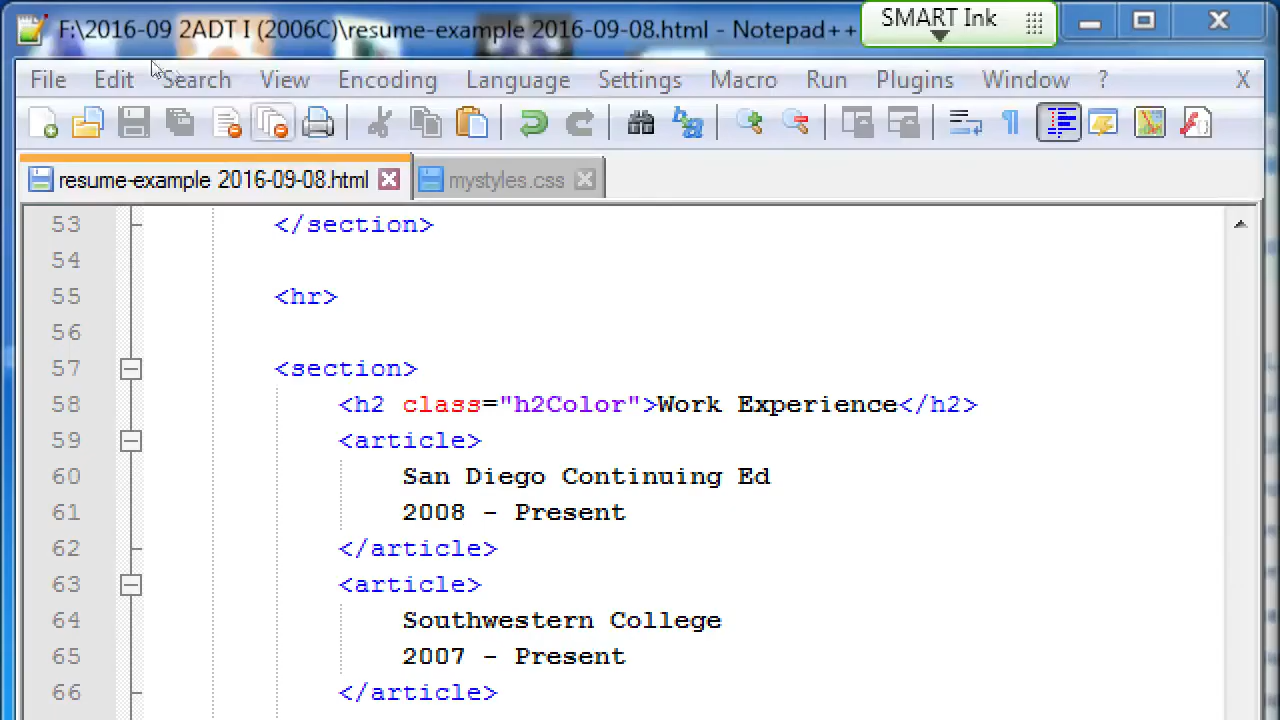 F:\2016-09 2ADT I (2006C)\resume-example 2016-09-08.html - Notepad++
SMART Ink
File Edit Search View Encoding Language Settings Macro Run Plugins Window ? X
resume-example 2016-09-08.html mystyles.css
53 </section>
54
55 <hr>
56
57 <section>
58 <h2 class="h2Color">Work Experience</h2>
59 <article>
60 San Diego Continuing Ed
61 2008 - Present
62 </article>
63 <article>
64 Southwestern College
65 2007 - Present
66 </article>